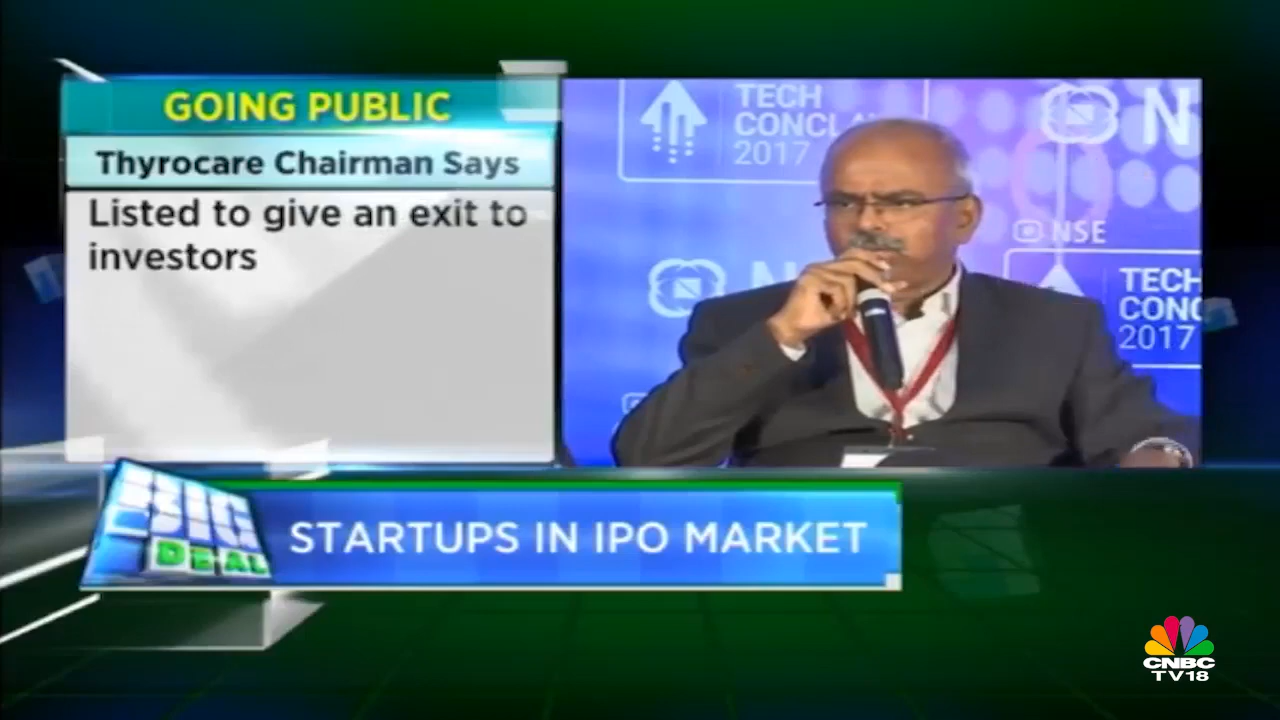 GOING PUBLIC
Thyrocare Chairman Says
Listed to give an exit to
investors
TECH
CONCLA
2017
N
NSE
N
TECH
CONC
2017
BIG
DEAL
STARTUPS IN IPO MARKET
CNBC
TV18